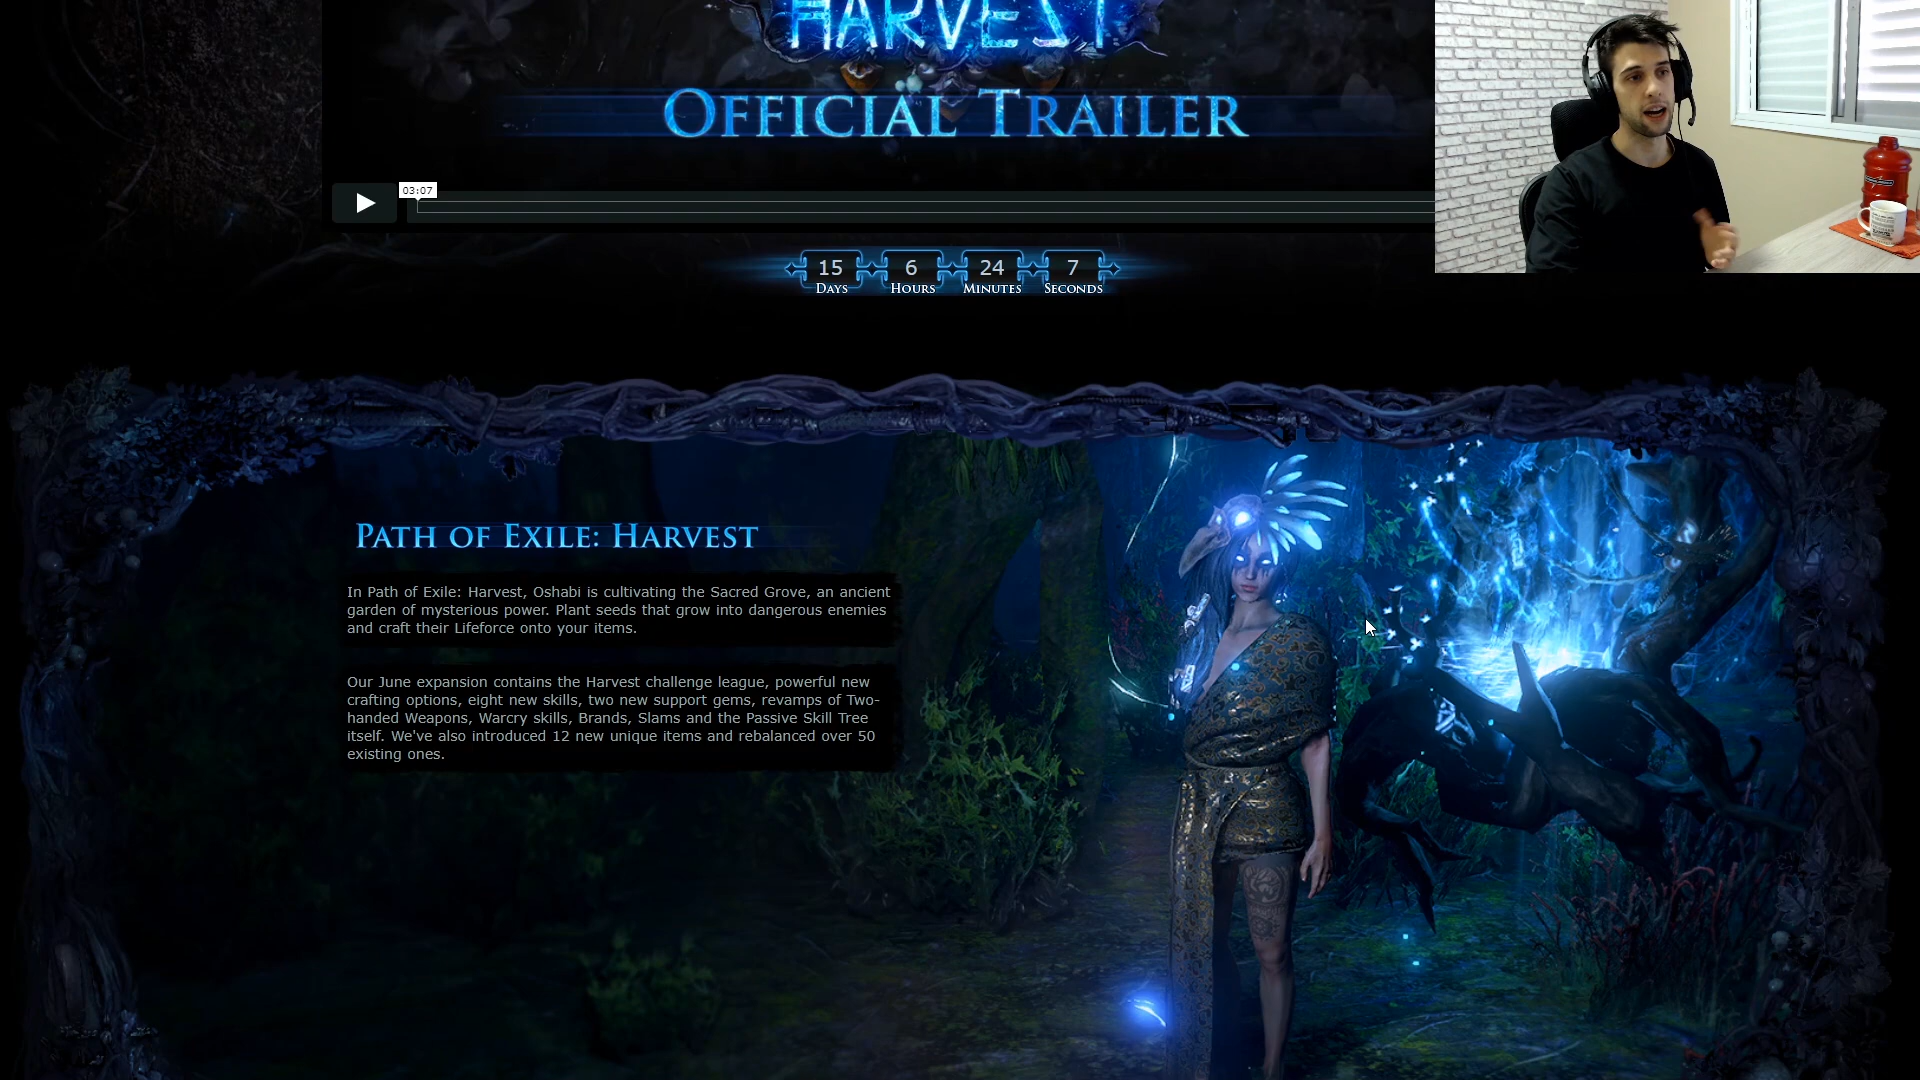 HARVEST
OFFICIAL TRAILER
03:07
15 6 24 7
DAYS HOURS MINUTES SECONDS
PATH OF EXILE: HARVEST
In Path of Exile: Harvest, Oshabi is cultivating the Sacred Grove, an ancient
garden of mysterious power. Plant seeds that grow into dangerous enemies
and craft their Lifeforce onto your items.
Our June expansion contains the Harvest challenge league, powerful new
crafting options, eight new skills, two new support gems, revamps of Two-
handed Weapons, Warcry skills, Brands, Slams and the Passive Skill Tree
itself. We've also introduced 12 new unique items and rebalanced over 50
existing ones.